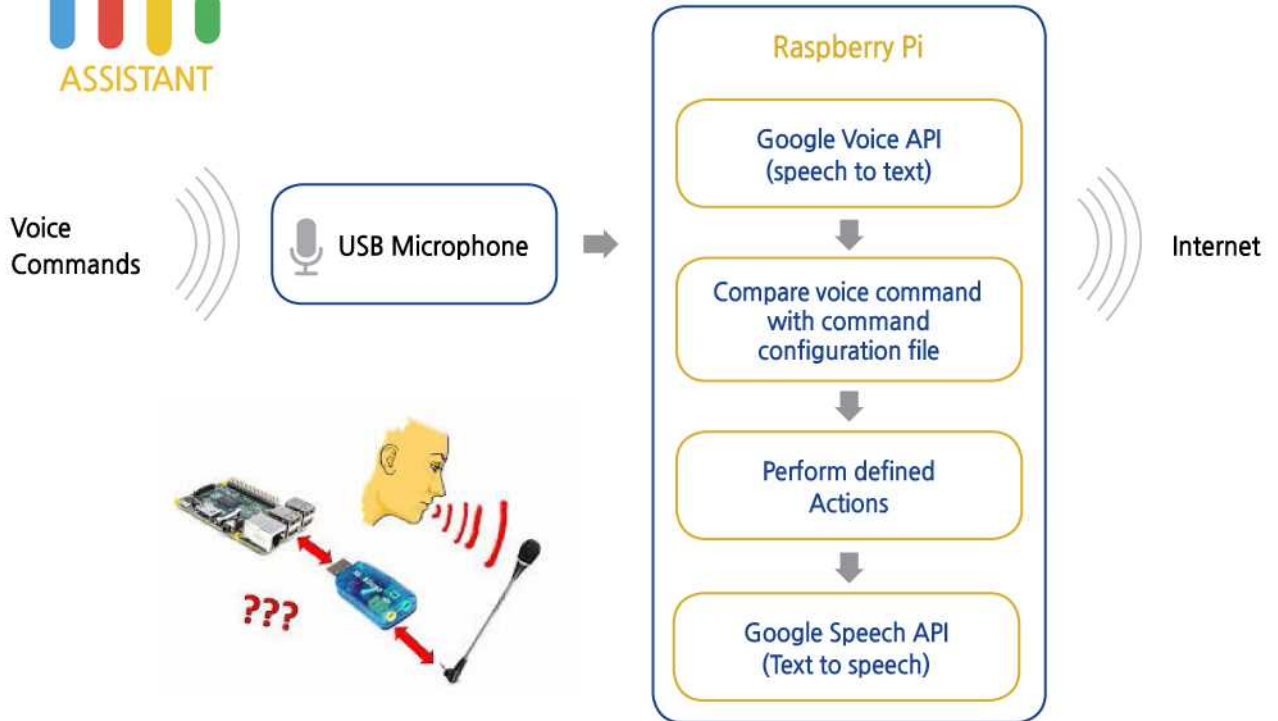 ASSISTANT
Raspberry Pi
Google Voice API
(speech to text)
Voice
Commands
USB Microphone
Internet
Compare voice command
with command
configuration file
Perform defined
Actions
???
Google Speech API
(Text to speech)